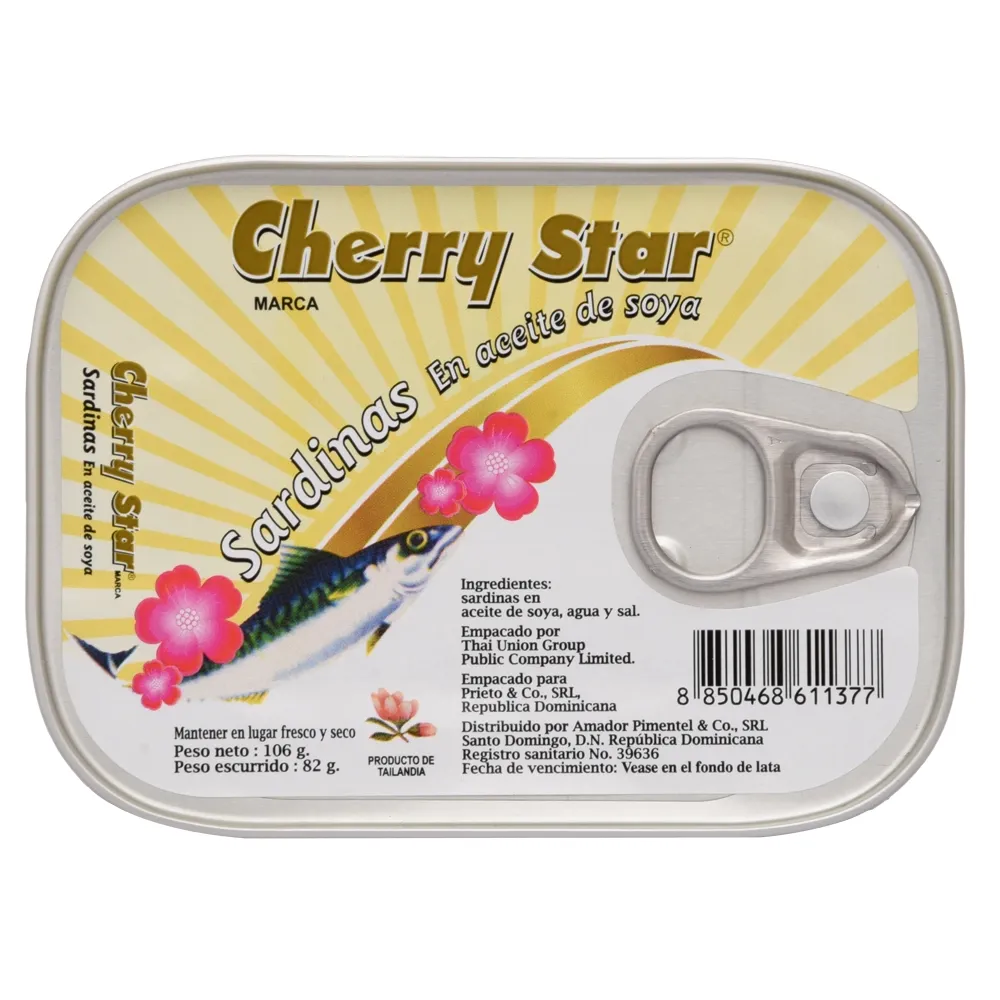 Cherry Star®
MARCA
Sardinas En aceite de soya
Cherry Star®
MARCA
Sardinas En aceite de soya
Ingredientes:
sardinas en
aceite de soya, agua y sal.
Empacado por
Thai Union Group
Public Company Limited.
Empacado para
Prieto & Co., SRL,
Republica Dominicana
Distribuido por Amador Pimentel & Co., SRL
Santo Domingo, D.N. República Dominicana
Registro sanitario No. 39636
Fecha de vencimiento: Vease en el fondo de lata
8 850468 611377
Mantener en lugar fresco y seco
Peso neto : 106 g.
Peso escurrido : 82 g.
PRODUCTO DE
TAILANDIA